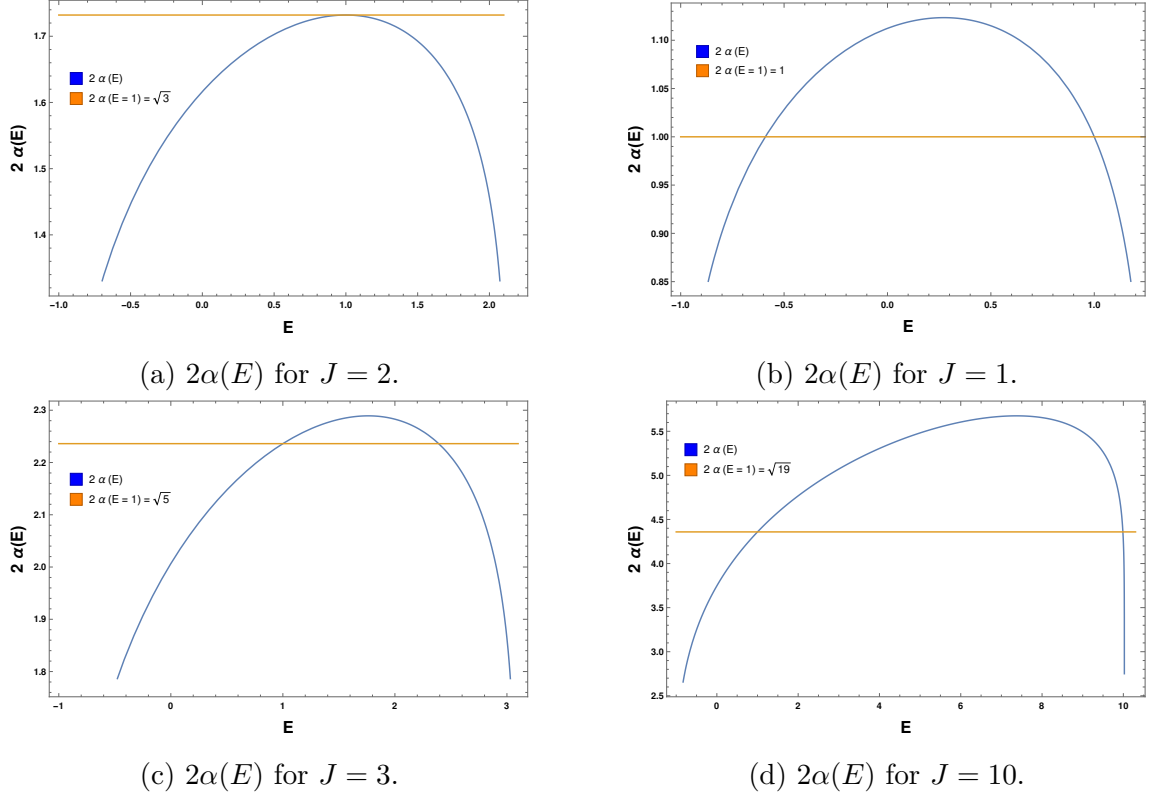 1.7
1.6
1.5
1.4
2 α(E)
2 α (E)
2 α (E = 1) = √3
-1.0 -0.5 0.0 0.5 1.0 1.5 2.0
E
(a) 2α(E) for J = 2.
1.10
1.05
1.00
0.95
0.90
0.85
2 α(E)
2 α (E)
2 α (E = 1) = 1
-1.0 -0.5 0.0 0.5 1.0
E
(b) 2α(E) for J = 1.
2.3
2.2
2.1
2.0
1.9
1.8
2 α(E)
2 α (E)
2 α (E = 1) = √5
-1 0 1 2 3
E
(c) 2α(E) for J = 3.
5.5
5.0
4.5
4.0
3.5
3.0
2.5
2 α(E)
2 α (E)
2 α (E = 1) = √19
0 2 4 6 8 10
E
(d) 2α(E) for J = 10.